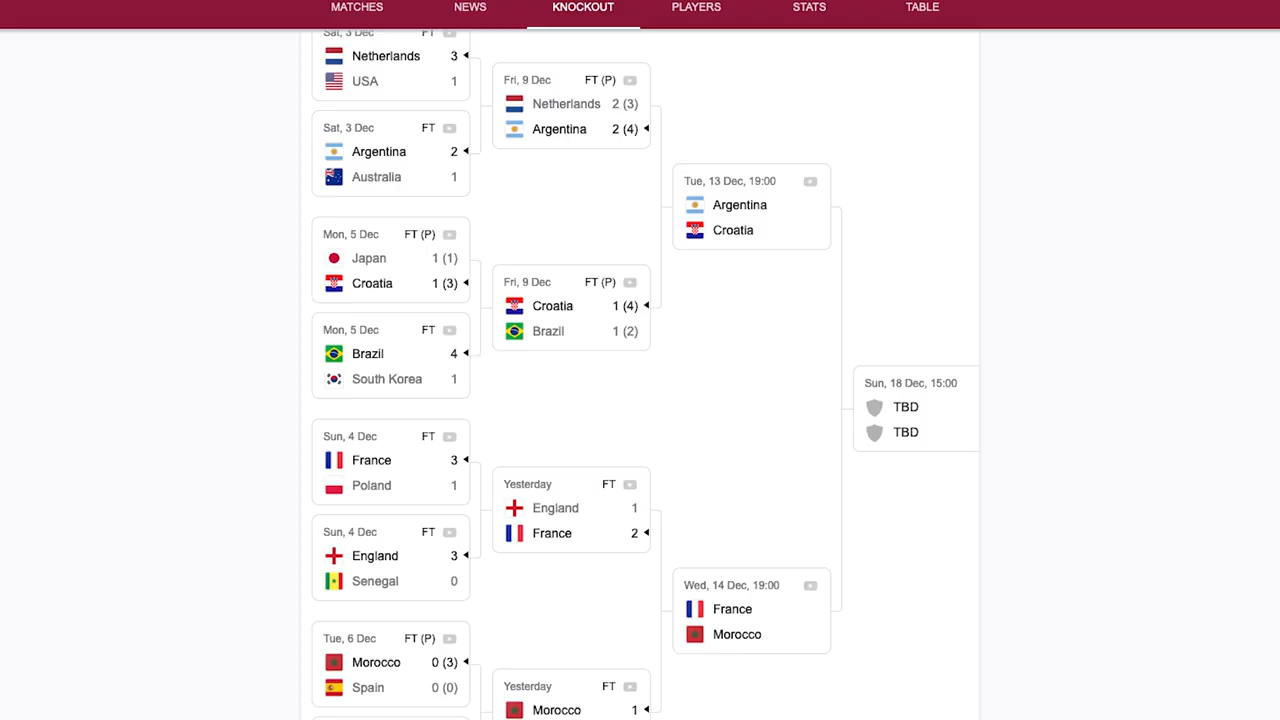 MATCHES NEWS KNOCKOUT PLAYERS STATS TABLE
Sat, 3 Dec FT
Netherlands 3
USA 1
Sat, 3 Dec FT
Argentina 2
Australia 1
Mon, 5 Dec FT (P)
Japan 1 (1)
Croatia 1 (3)
Mon, 5 Dec FT
Brazil 4
South Korea 1
Sun, 4 Dec FT
France 3
Poland 1
Sun, 4 Dec FT
England 3
Senegal 0
Tue, 6 Dec FT (P)
Morocco 0 (3)
Spain 0 (0)
Fri, 9 Dec FT (P)
Netherlands 2 (3)
Argentina 2 (4)
Fri, 9 Dec FT (P)
Croatia 1 (4)
Brazil 1 (2)
Yesterday FT
England 1
France 2
Yesterday FT
Morocco 1
Tue, 13 Dec, 19:00
Argentina
Croatia
Wed, 14 Dec, 19:00
France
Morocco
Sun, 18 Dec, 15:00
TBD
TBD